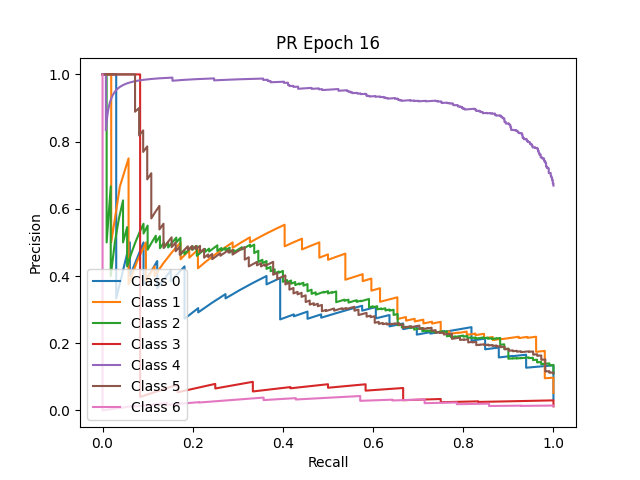 PR Epoch 16
1.0
0.8
0.6
0.4
0.2
0.0
Precision
Class 0
Class 1
Class 2
Class 3
Class 4
Class 5
Class 6
0.0 0.2 0.4 0.6 0.8 1.0
Recall